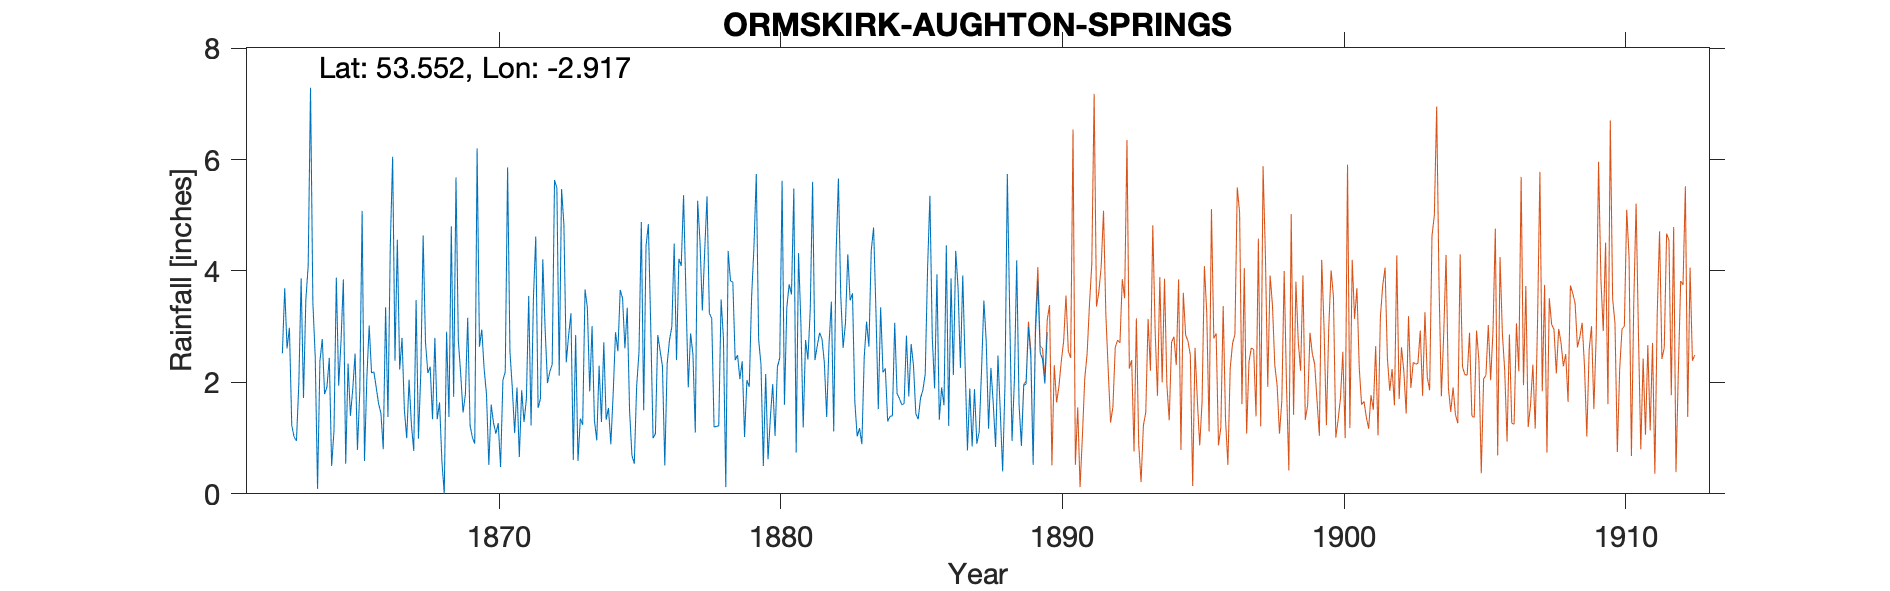 ORMSKIRK-AUGHTON-SPRINGS
Lat: 53.552, Lon: -2.917
Rainfall [inches]
8
6
4
2
0
1870 1880 1890 1900 1910
Year